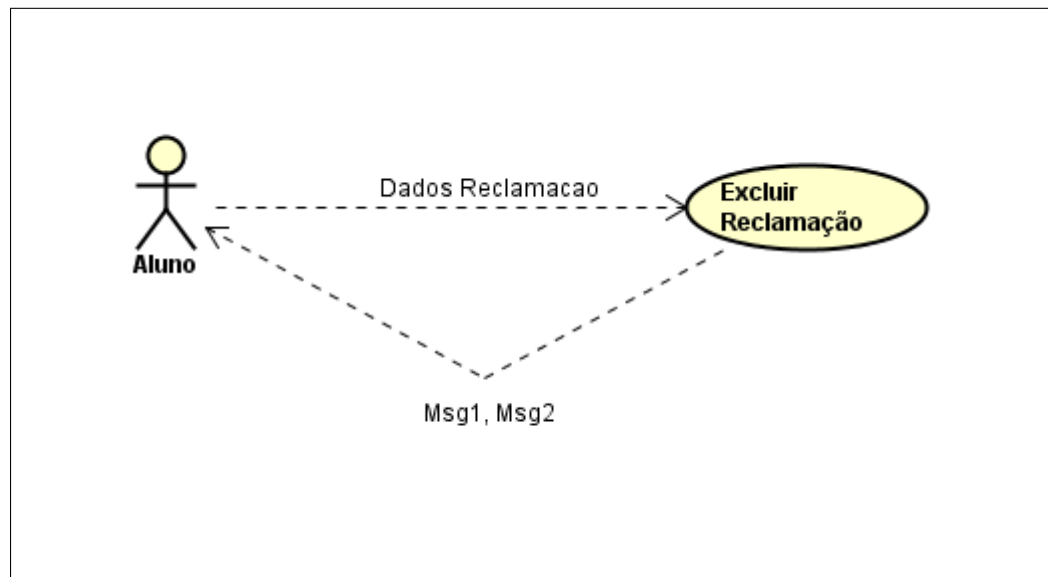 Dados Reclamacao
Excluir
Reclamação
Aluno
Msg1, Msg2